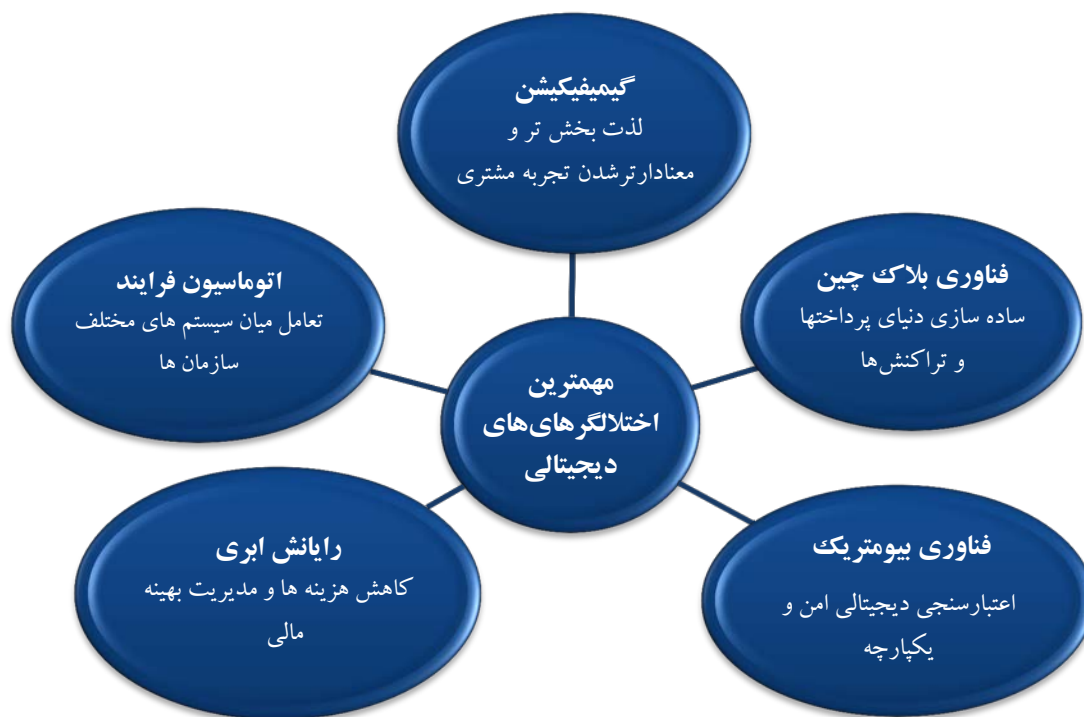 گیمیفیکیشن
لذت بخش تر و
معنادارترشدن تجربه مشتری
فناوری بلاک چین
ساده سازی دنیای پرداختها
و تراکنش‌ها
اتوماسیون فرایند
تعامل میان سیستم های مختلف
سازمان ها
مهمترین
اختلالگرهای‌های
دیجیتالی
فناوری بیومتریک
اعتبارسنجی دیجیتالی امن و
یکپارچه
رایانش ابری
کاهش هزینه ها و مدیریت بهینه
مالی